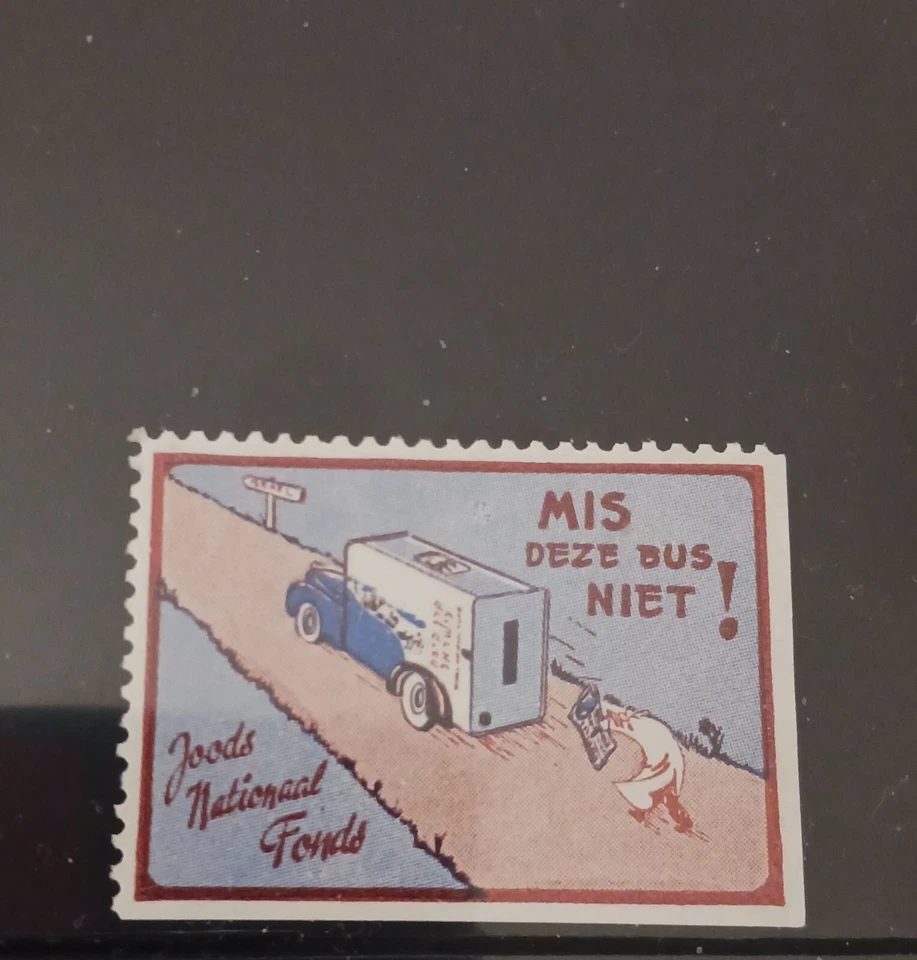 MIS
DEZE BUS
NIET!
Joods
Nationaal
Fonds